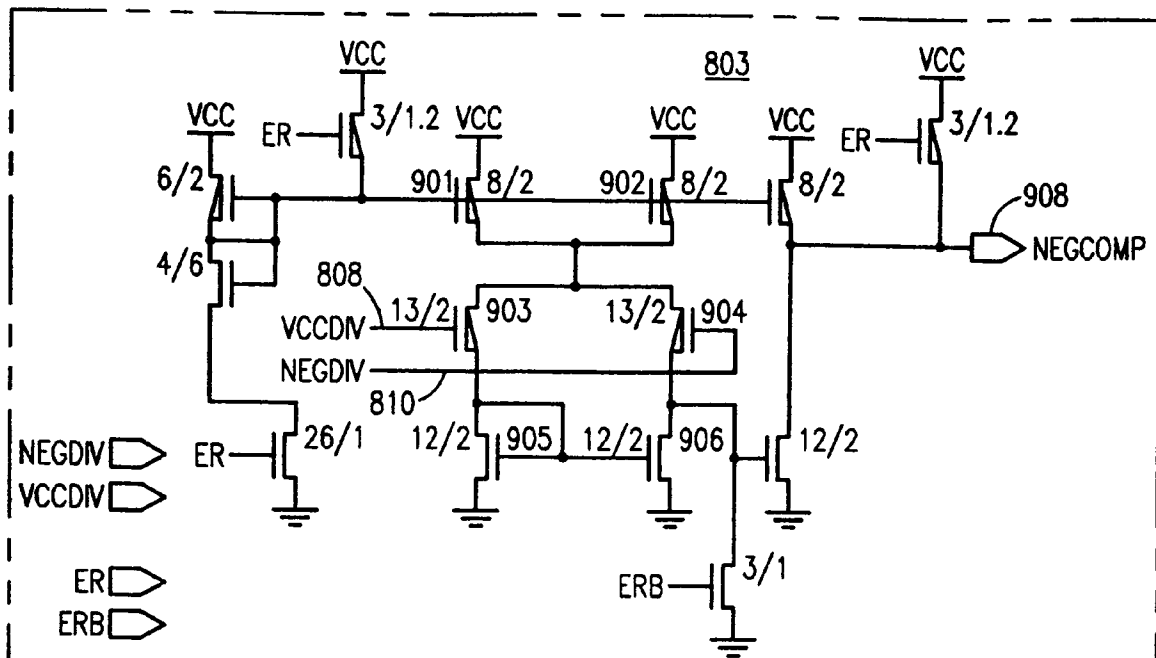 803
VCC
VCC
VCC
VCC
VCC
VCC
ER
3/1.2
ER
3/1.2
6/2
901
8/2
902
8/2
8/2
908
NEGCOMP
4/6
808
VCCDIV
13/2
903
13/2
904
NEGDIV
810
26/1
ER
12/2
905
12/2
906
12/2
NEGDIV
VCCDIV
ERB
3/1
ER
ERB